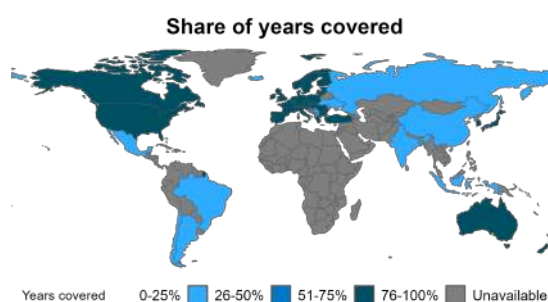 Share of years covered
Years covered 0-25% 26-50% 51-75% 76-100% Unavailable